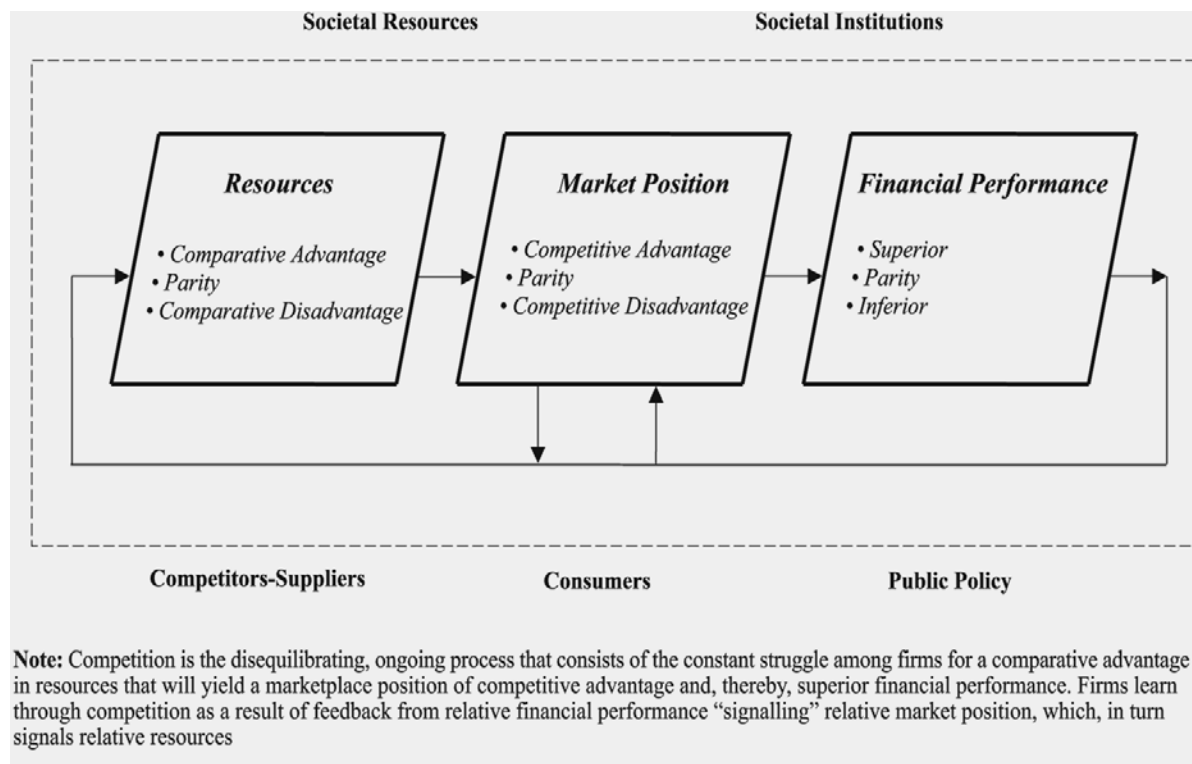 Societal Resources
Societal Institutions
Resources
• Comparative Advantage
• Parity
• Comparative Disadvantage
Market Position
• Competitive Advantage
• Parity
• Competitive Disadvantage
Financial Performance
• Superior
• Parity
• Inferior
Competitors-Suppliers
Consumers
Public Policy
Note: Competition is the disequilibrating, ongoing process that consists of the constant struggle among firms for a comparative advantage
in resources that will yield a marketplace position of competitive advantage and, thereby, superior financial performance. Firms learn
through competition as a result of feedback from relative financial performance “signalling” relative market position, which, in turn
signals relative resources